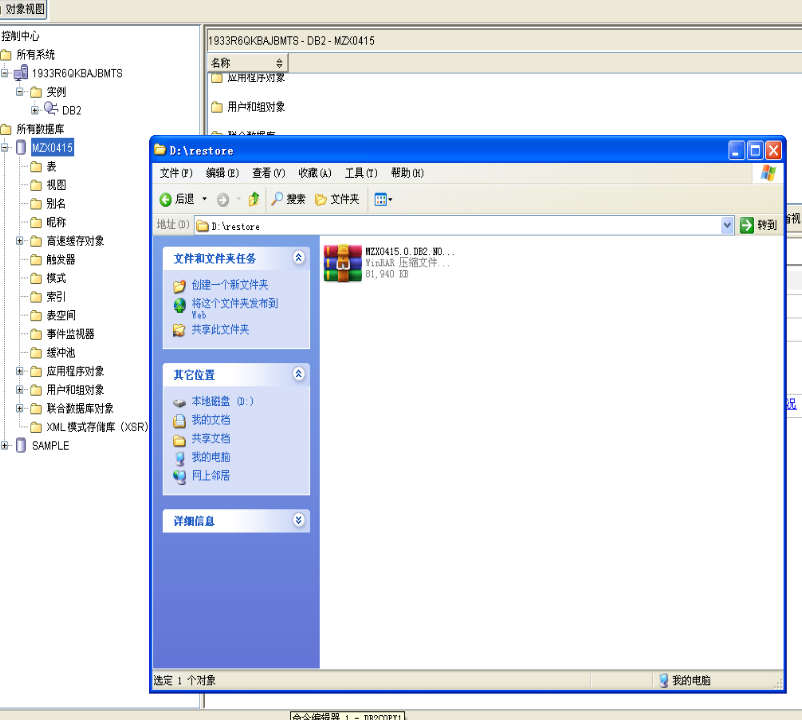 对象视图
控制中心
所有系统
1933R6QKBAJBMTS
实例
DB2
所有数据库
MZX0415
表
视图
别名
昵称
高速缓存对象
触发器
模式
索引
表空间
事件监视器
缓冲池
应用程序对象
用户和组对象
联合数据库对象
XML 模式存储库 (XSR)
SAMPLE
1933R6QKBAJBMTS - DB2 - MZX0415
名称
应用程序对象
用户和组对象
联合数据库
D:\restore
文件(F) 编辑(E) 查看(V) 收藏(A) 工具(T) 帮助(H)
后退 搜索 文件夹
地址(D) D:\restore 转到
文件和文件夹任务
创建一个新文件夹
将这个文件夹发布到
Web
共享此文件夹
其它位置
本地磁盘 (D:)
我的文档
共享文档
我的电脑
网上邻居
详细信息
MZX0415.0.DB2.NO...
WinRAR 压缩文件...
81,940 KB
选定 1 个对象 我的电脑
命令编辑器 1 - DB2COPY1